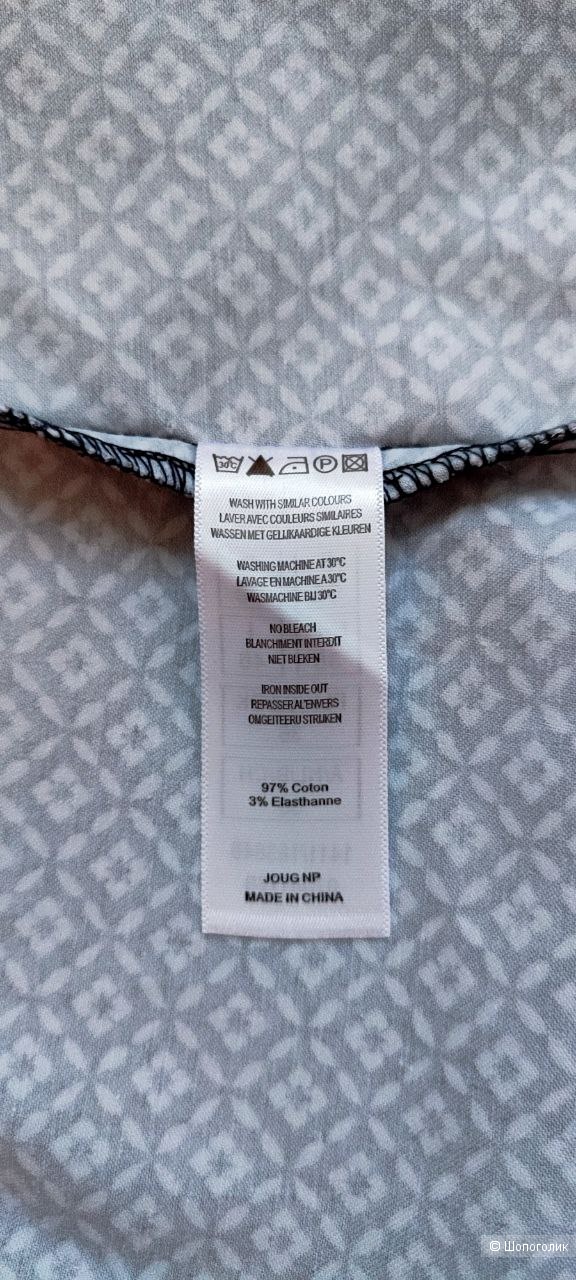 30°C
P
WASH WITH SIMILAR COLOURS
LAVER AVEC COULEURS SIMILAIRES
WASSEN MET GELIJKAARDIGE KLEUREN
WASHING MACHINE AT 30°C
LAVAGE EN MACHINE A 30°C
WASMACHINE BIJ 30°C
NO BLEACH
BLANCHIMENT INTERDIT
NIET BLEKEN
IRON INSIDE OUT
REPASSER AL'ENVERS
OMGEITEERU STRIJKEN
97% Coton
3% Elasthanne
JOUG NP
MADE IN CHINA
© Шопоголик